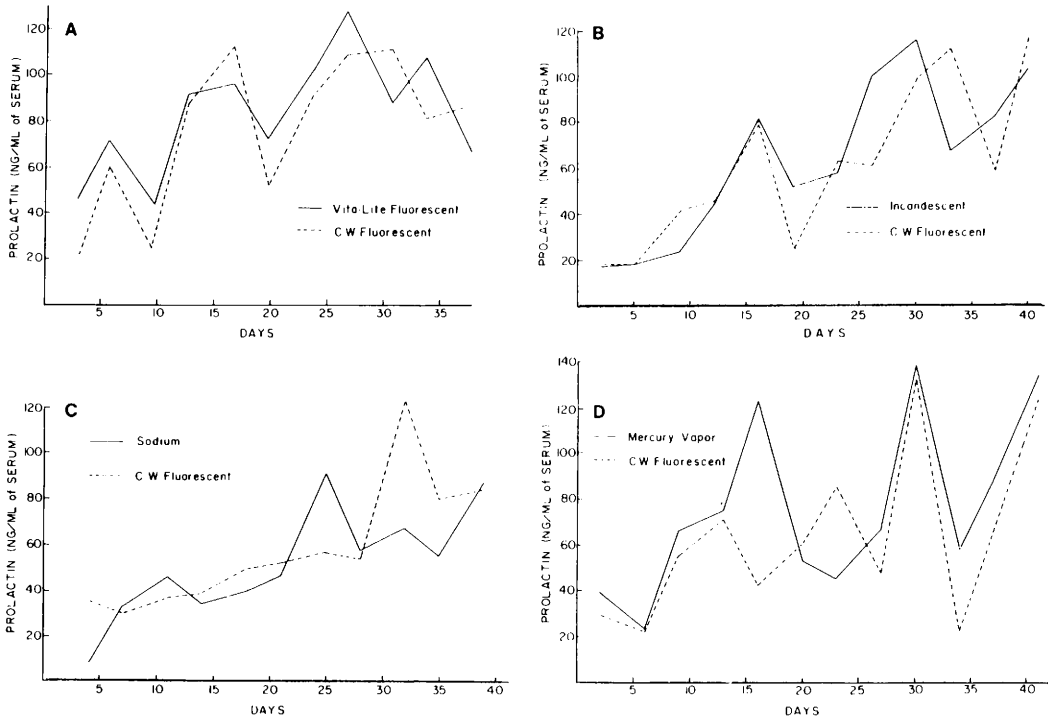 A
PROLACTIN (NG/ML of SERUM)
120
100
80
60
40
20
Vita-Lite Fluorescent
CW Fluorescent
5 10 15 20 25 30 35
DAYS
B
PROLACTIN (NG/ML of SERUM)
120
100
80
60
40
20
Incandescent
CW Fluorescent
5 10 15 20 25 30 35 40
DAYS
C
PROLACTIN (NG/ML of SERUM)
120
100
80
60
40
20
Sodium
CW Fluorescent
5 10 15 20 25 30 35 40
DAYS
D
PROLACTIN (NG/ML of SERUM)
140
120
100
80
60
40
20
Mercury Vapor
CW Fluorescent
5 10 15 20 25 30 35 40
DAYS